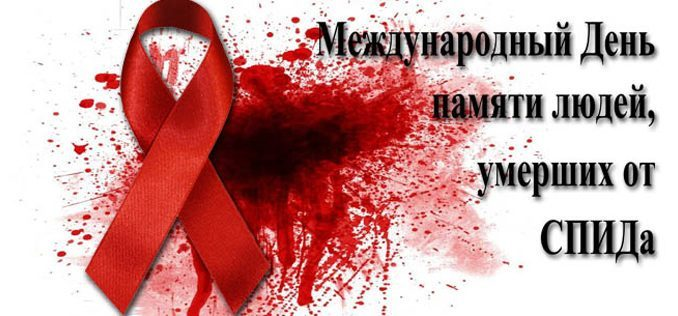 Международный День
памяти людей,
умерших от
СПИДа